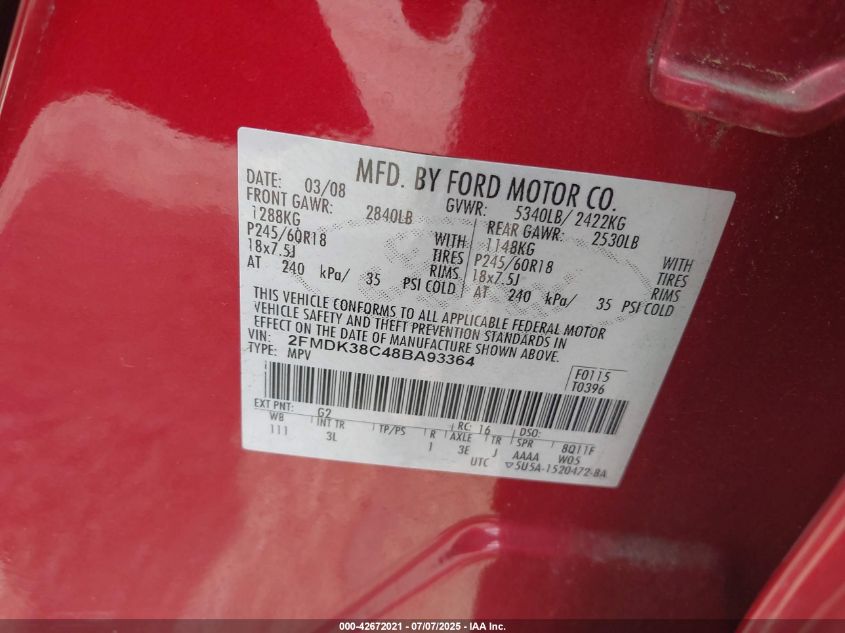 MFD. BY FORD MOTOR CO.
DATE: 03/08 GVWR: 5340LB/ 2422KG
FRONT GAWR: 2840LB REAR GAWR: 2530LB
1288KG WITH 1148KG WITH
P245/60R18 TIRES P245/60R18 TIRES
18x7.5J RIMS 18x7.5J RIMS
AT 240 kPa/ 35 PSI COLD AT 240 kPa/ 35 PSI COLD
THIS VEHICLE CONFORMS TO ALL APPLICABLE FEDERAL MOTOR
VEHICLE SAFETY AND THEFT PREVENTION STANDARDS IN
EFFECT ON THE DATE OF MANUFACTURE SHOWN ABOVE.
VIN: 2FMDK38C48BA93364
TYPE: MPV
F0115
T0396
EXT PNT: G2 RC: 16 DSO:
WB INT TR TP/PS R AXLE TR SPR 8Q11F
111 3L 1 3E J AAAA W05
UTC ▽5U5A-1520472-BA
000-42672021 - 07/07/2025 - IAA Inc.